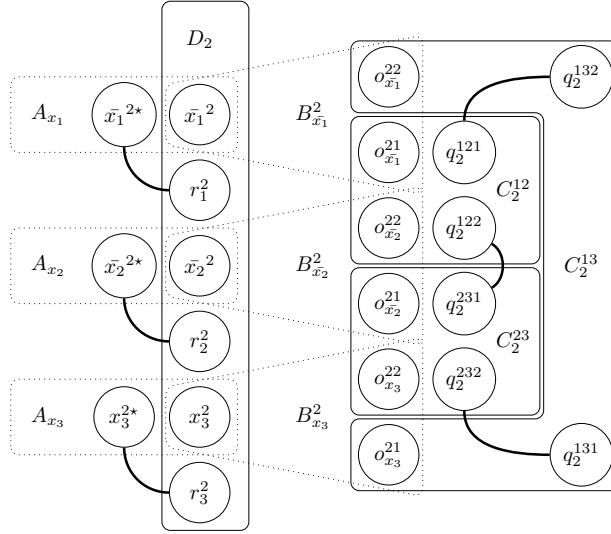 D_2
A_{x_1} \bar{x_1}^{2⋆} \bar{x_1}^2 B^2_{\bar{x_1}} o^{22}_{\bar{x_1}} q_2^{132}
r_1^2 o^{21}_{\bar{x_1}} q_2^{121} C_2^{12}
A_{x_2} \bar{x_2}^{2⋆} \bar{x_2}^2 B^2_{\bar{x_2}} o^{22}_{\bar{x_2}} q_2^{122} C_2^{13}
r_2^2 o^{21}_{\bar{x_2}} q_2^{231} C_2^{23}
A_{x_3} x_3^{2⋆} x_3^2 B^2_{x_3} o^{22}_{x_3} q_2^{232}
r_3^2 o^{21}_{x_3} q_2^{131}